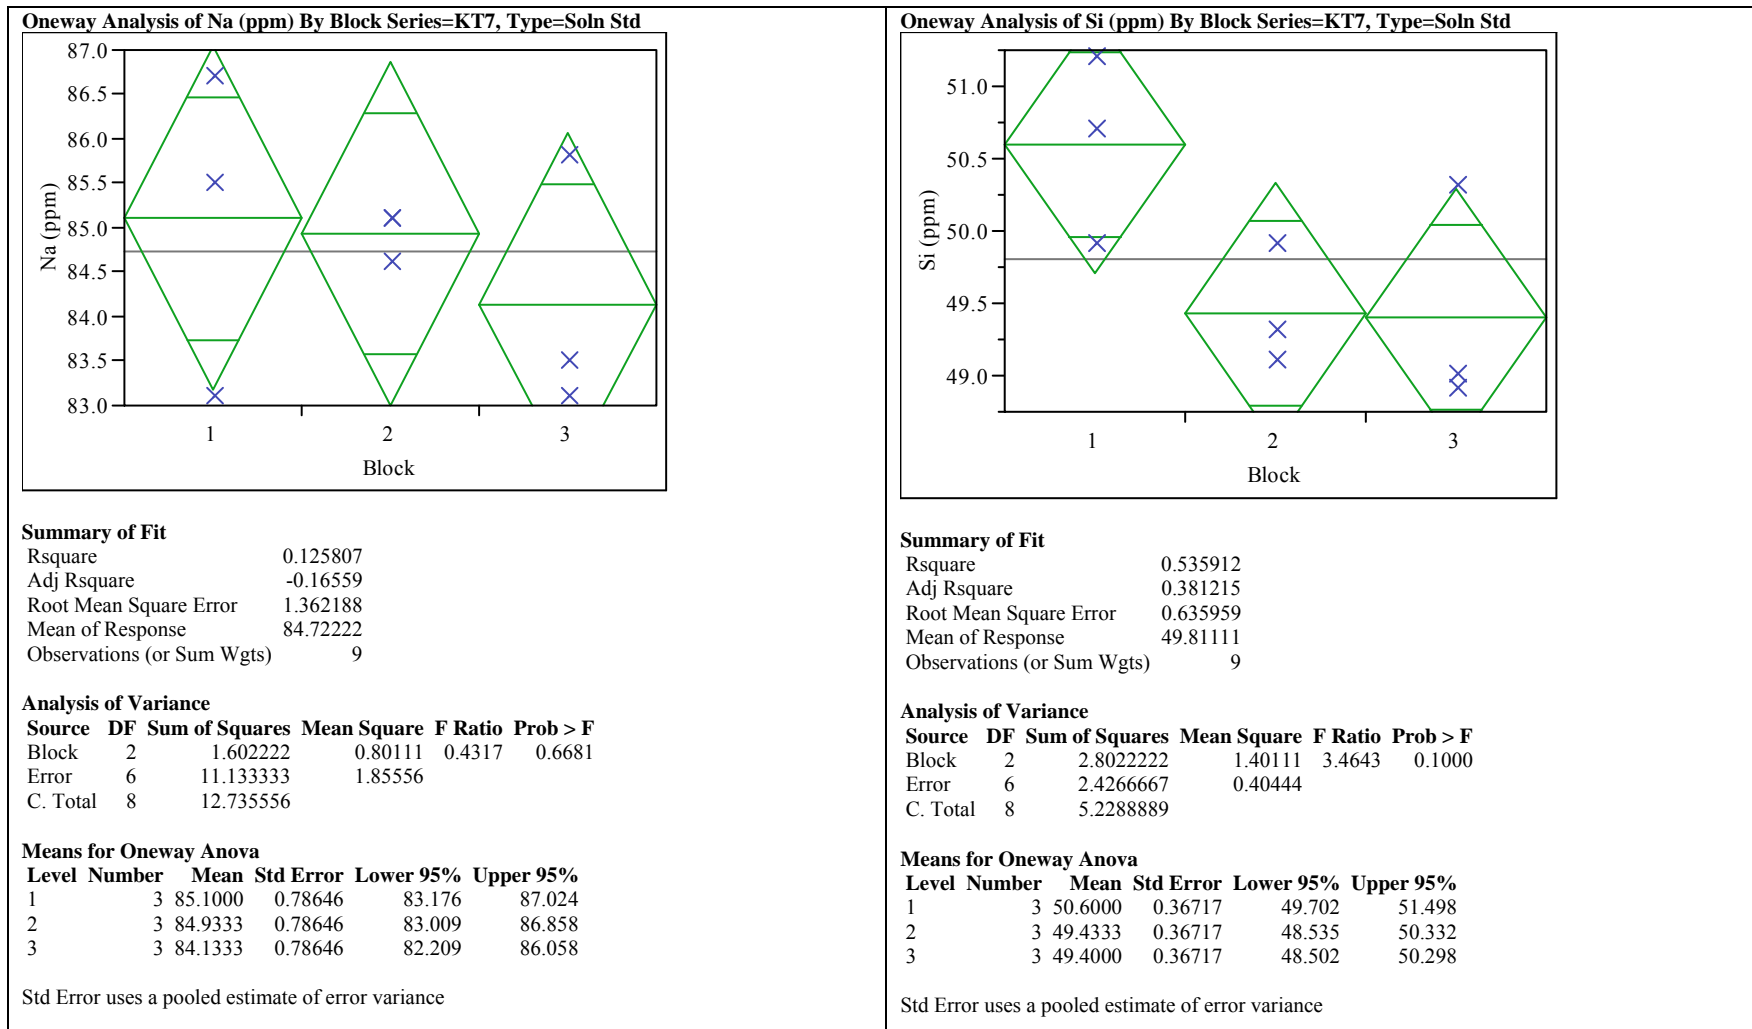 Oneway Analysis of Na (ppm) By Block Series=KT7, Type=Soln Std
87.0
86.5
86.0
85.5
85.0
84.5
84.0
83.5
83.0
Na (ppm)
1 2 3
Block
Summary of Fit
Rsquare 0.125807
Adj Rsquare -0.16559
Root Mean Square Error 1.362188
Mean of Response 84.72222
Observations (or Sum Wgts) 9
Analysis of Variance
Source DF Sum of Squares Mean Square F Ratio Prob > F
Block 2 1.602222 0.80111 0.4317 0.6681
Error 6 11.133333 1.85556
C. Total 8 12.735556
Means for Oneway Anova
Level Number Mean Std Error Lower 95% Upper 95%
1 3 85.1000 0.78646 83.176 87.024
2 3 84.9333 0.78646 83.009 86.858
3 3 84.1333 0.78646 82.209 86.058
Std Error uses a pooled estimate of error variance
Oneway Analysis of Si (ppm) By Block Series=KT7, Type=Soln Std
51.0
50.5
50.0
49.5
49.0
Si (ppm)
1 2 3
Block
Summary of Fit
Rsquare 0.535912
Adj Rsquare 0.381215
Root Mean Square Error 0.635959
Mean of Response 49.81111
Observations (or Sum Wgts) 9
Analysis of Variance
Source DF Sum of Squares Mean Square F Ratio Prob > F
Block 2 2.8022222 1.40111 3.4643 0.1000
Error 6 2.4266667 0.40444
C. Total 8 5.2288889
Means for Oneway Anova
Level Number Mean Std Error Lower 95% Upper 95%
1 3 50.6000 0.36717 49.702 51.498
2 3 49.4333 0.36717 48.535 50.332
3 3 49.4000 0.36717 48.502 50.298
Std Error uses a pooled estimate of error variance